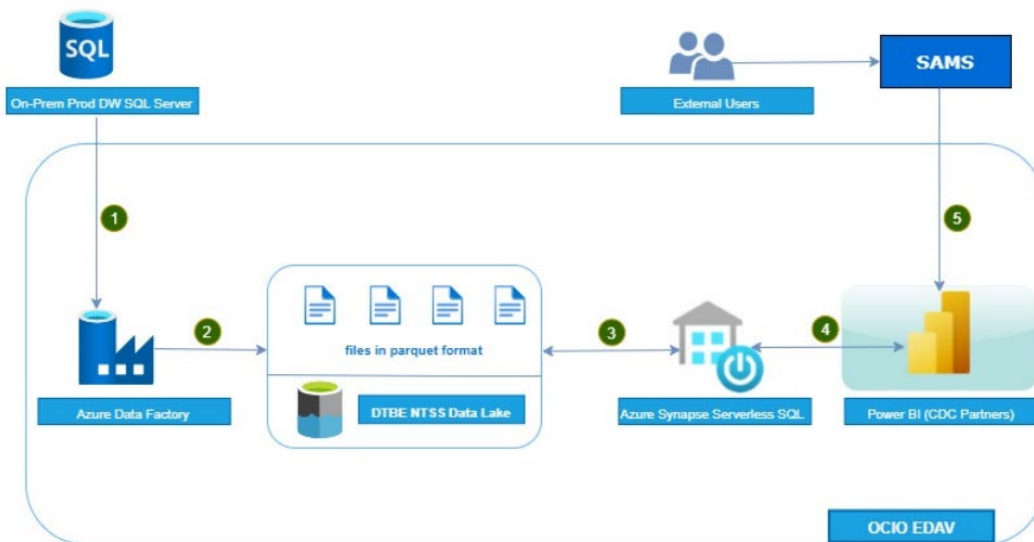 SQL
On-Prem Prod DW SQL Server
External Users
SAMS
1
5
2
files in parquet format
3
4
Azure Data Factory
DTBE NTSS Data Lake
Azure Synapse Serverless SQL
Power BI (CDC Partners)
OCIO EDAV